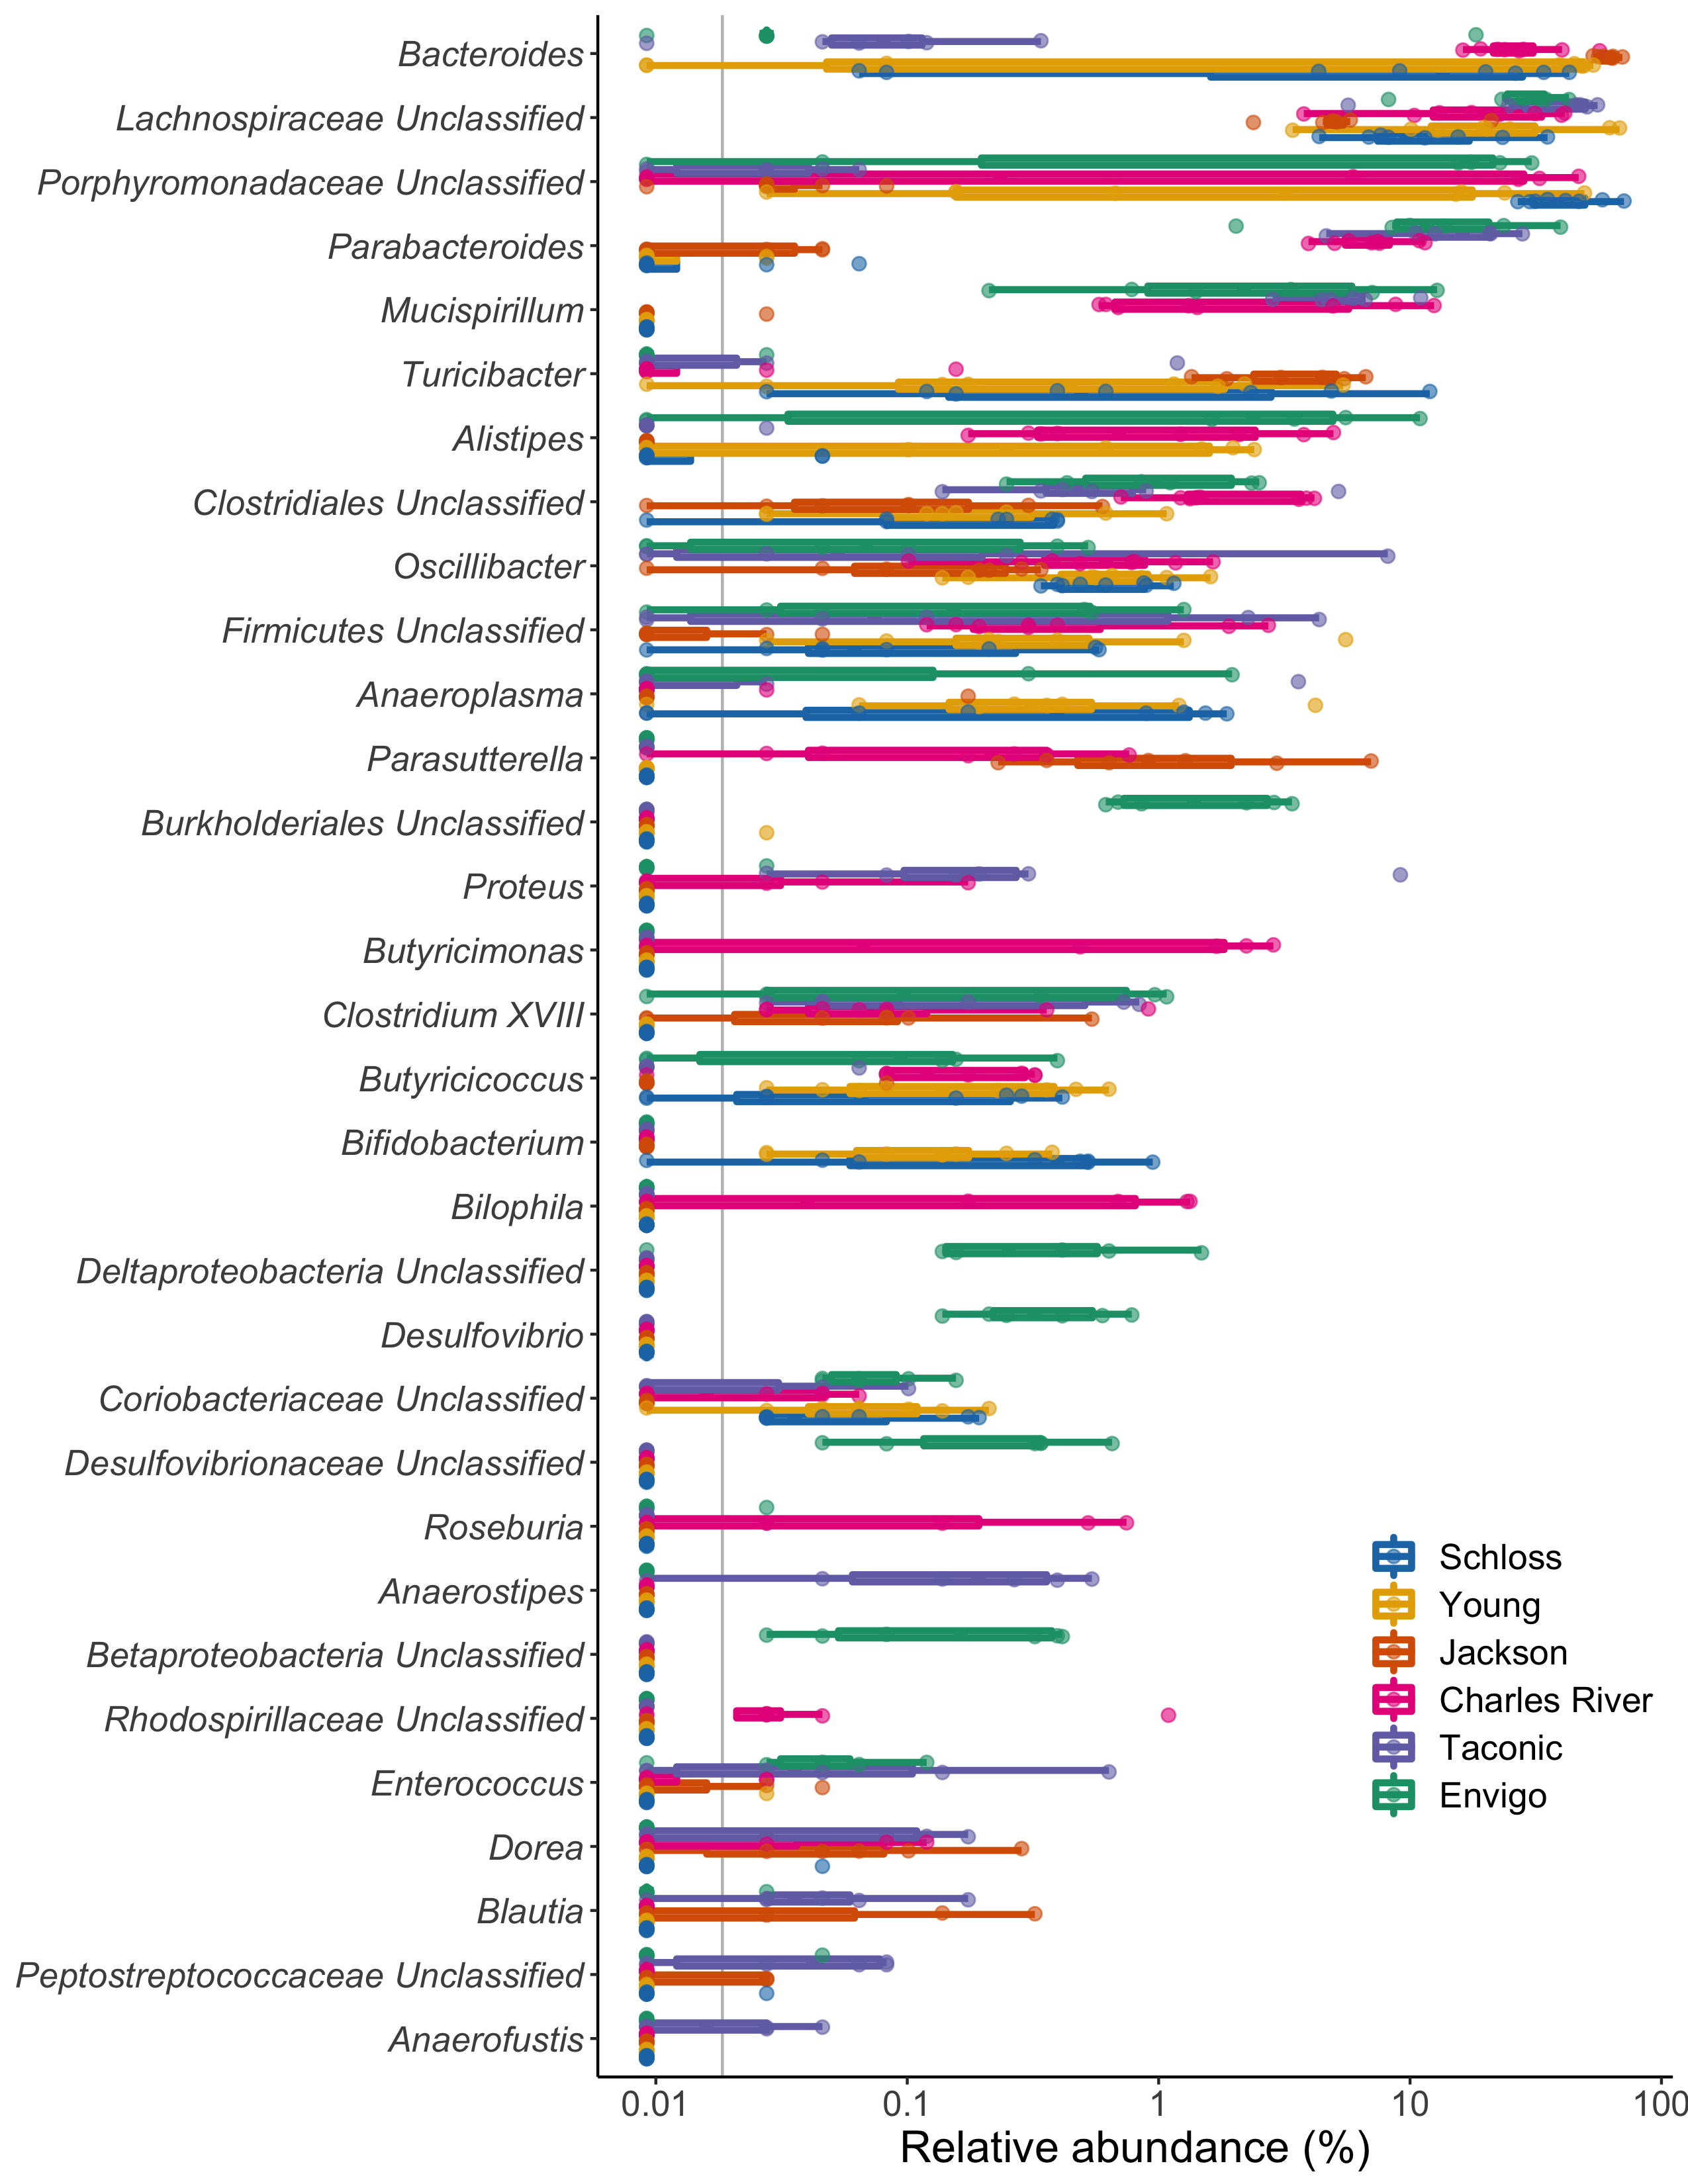 Bacteroides
Lachnospiraceae Unclassified
Porphyromonadaceae Unclassified
Parabacteroides
Mucispirillum
Turicibacter
Alistipes
Clostridiales Unclassified
Oscillibacter
Firmicutes Unclassified
Anaeroplasma
Parasutterella
Burkholderiales Unclassified
Proteus
Butyricimonas
Clostridium XVIII
Butyricicoccus
Bifidobacterium
Bilophila
Deltaproteobacteria Unclassified
Desulfovibrio
Coriobacteriaceae Unclassified
Desulfovibrionaceae Unclassified
Roseburia
Anaerostipes
Betaproteobacteria Unclassified
Rhodospirillaceae Unclassified
Enterococcus
Dorea
Blautia
Peptostreptococcaceae Unclassified
Anaerofustis
Schloss
Young
Jackson
Charles River
Taconic
Envigo
0.01 0.1 1 10 100
Relative abundance (%)